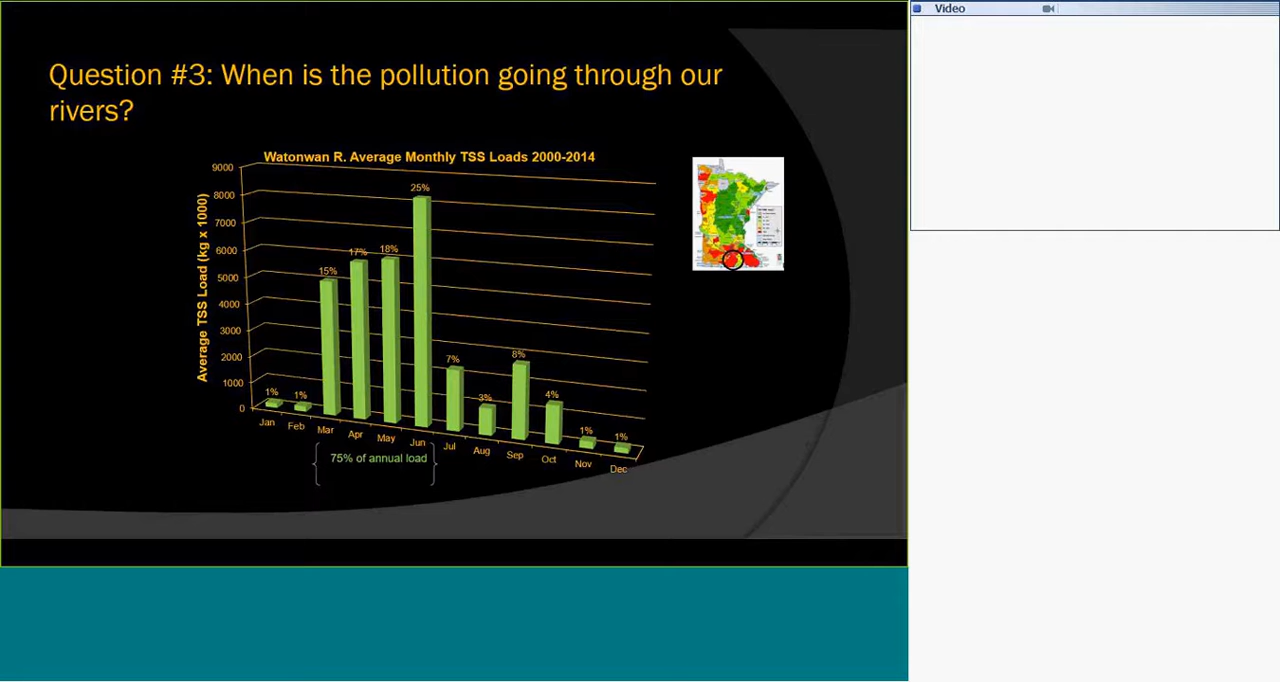 Video
Question #3: When is the pollution going through our
rivers?
Watonwan R. Average Monthly TSS Loads 2000-2014
Average TSS Load (kg x 1000)
9000
8000
7000
6000
5000
4000
3000
2000
1000
0
1%
1%
15%
17%
18%
25%
7%
3%
8%
4%
1%
1%
Jan
Feb
Mar
Apr
May
Jun
Jul
Aug
Sep
Oct
Nov
Dec
75% of annual load